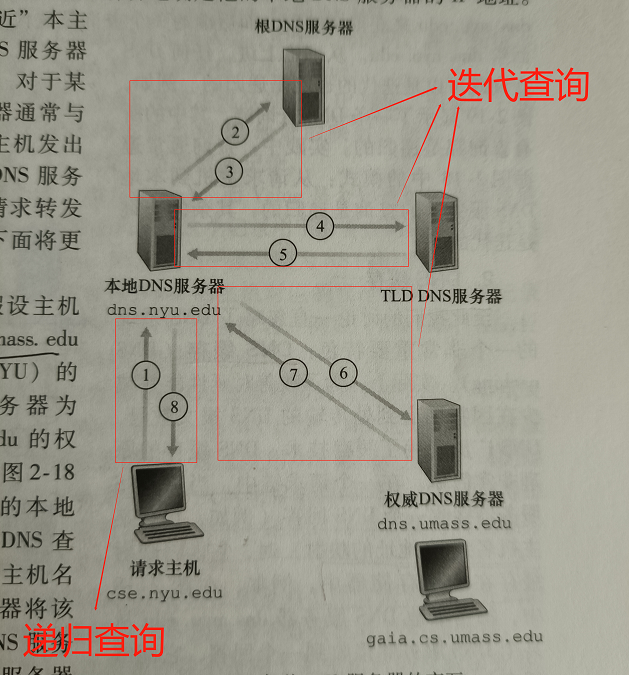 根DNS服务器
迭代查询
近”本主
NS 服务器
对于某
器通常与
主机发出
DNS 服务
请求转发
下面将更
2
3
4
5
本地DNS服务器
dns.nyu.edu
TLD DNS服务器
假设主机
mass. edu
YU）的
务器为
du 的权
图2-18
的本地
DNS 查
主机名
器将该
NS 服务
1
8
7
6
权威DNS服务器
dns.umass.edu
请求主机
cse.nyu.edu
gaia.cs.umass.edu
递归查询